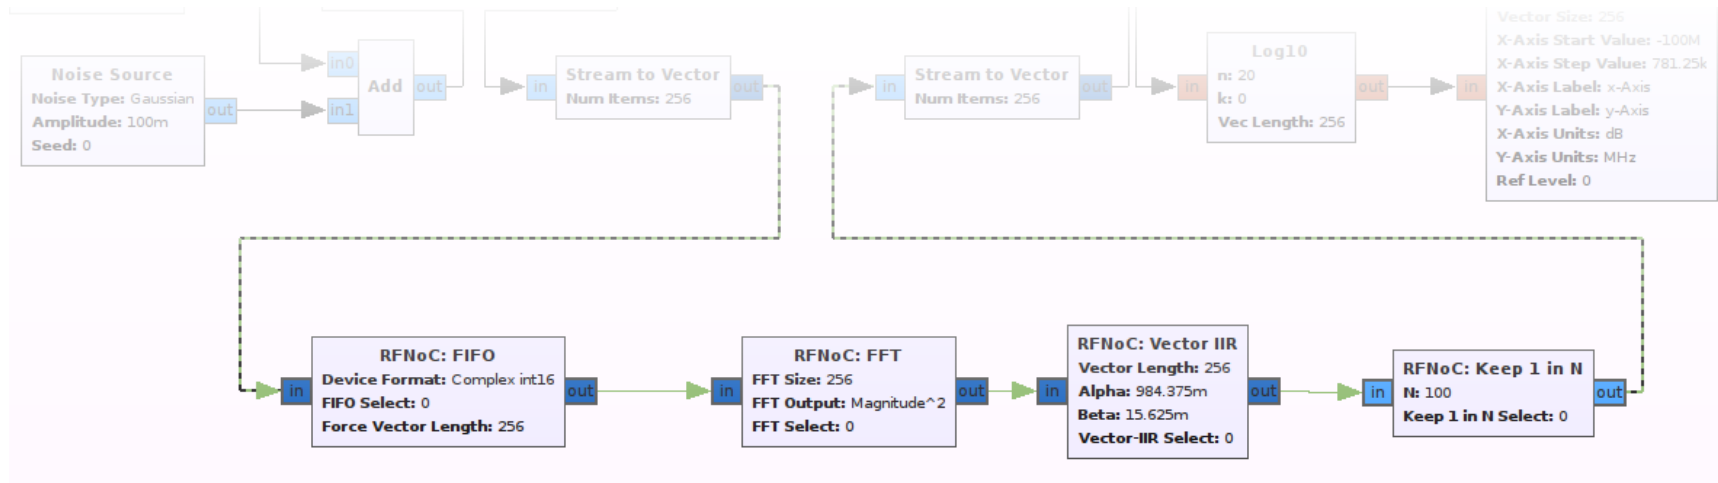 Noise Source
Noise Type: Gaussian
Amplitude: 100m
Seed: 0
out
in0
in1
Add
out
in
Stream to Vector
Num Items: 256
out
in
Stream to Vector
Num Items: 256
out
in
Log10
n: 20
k: 0
Vec Length: 256
out
in
Vector Size: 256
X-Axis Start Value: -100M
X-Axis Step Value: 781.25k
X-Axis Label: x-Axis
Y-Axis Label: y-Axis
X-Axis Units: dB
Y-Axis Units: MHz
Ref Level: 0
in
RFNoC: FIFO
Device Format: Complex int16
FIFO Select: 0
Force Vector Length: 256
out
in
RFNoC: FFT
FFT Size: 256
FFT Output: Magnitude^2
FFT Select: 0
out
in
RFNoC: Vector IIR
Vector Length: 256
Alpha: 984.375m
Beta: 15.625m
Vector-IIR Select: 0
out
in
RFNoC: Keep 1 in N
N: 100
Keep 1 in N Select: 0
out